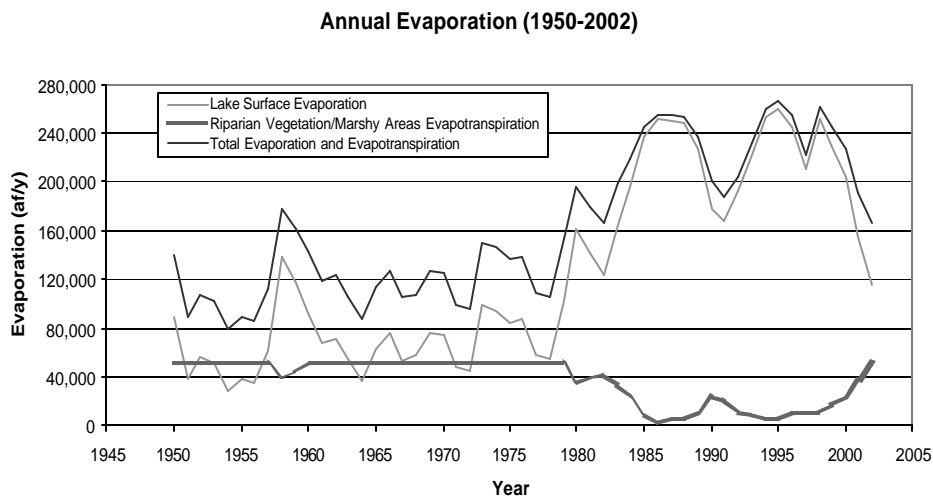 Annual Evaporation (1950-2002)
280,000
240,000
200,000
160,000
120,000
80,000
40,000
0
Lake Surface Evaporation
Riparian Vegetation/Marshy Areas Evapotranspiration
Total Evaporation and Evapotranspiration
Evaporation (af/y)
1945 1950 1955 1960 1965 1970 1975 1980 1985 1990 1995 2000 2005
Year